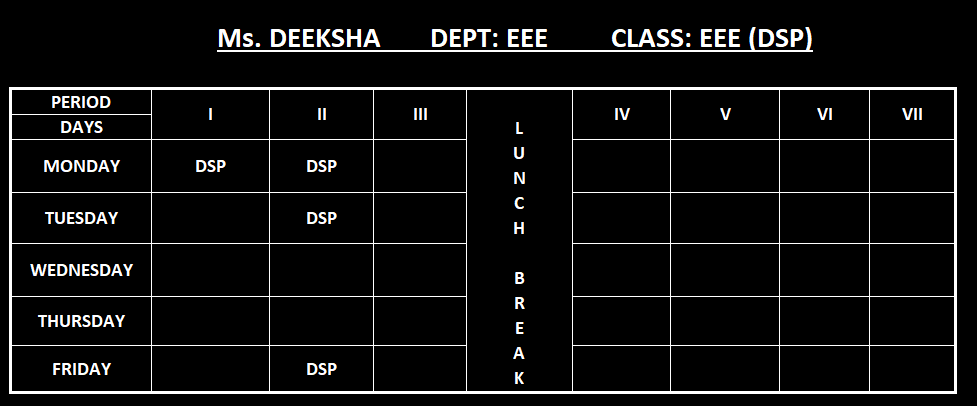 Ms. DEEKSHA DEPT: EEE CLASS: EEE (DSP)
PERIOD I II III IV V VI VII
DAYS
MONDAY DSP DSP
TUESDAY DSP
WEDNESDAY
THURSDAY
FRIDAY DSP
L
U
N
C
H
B
R
E
A
K